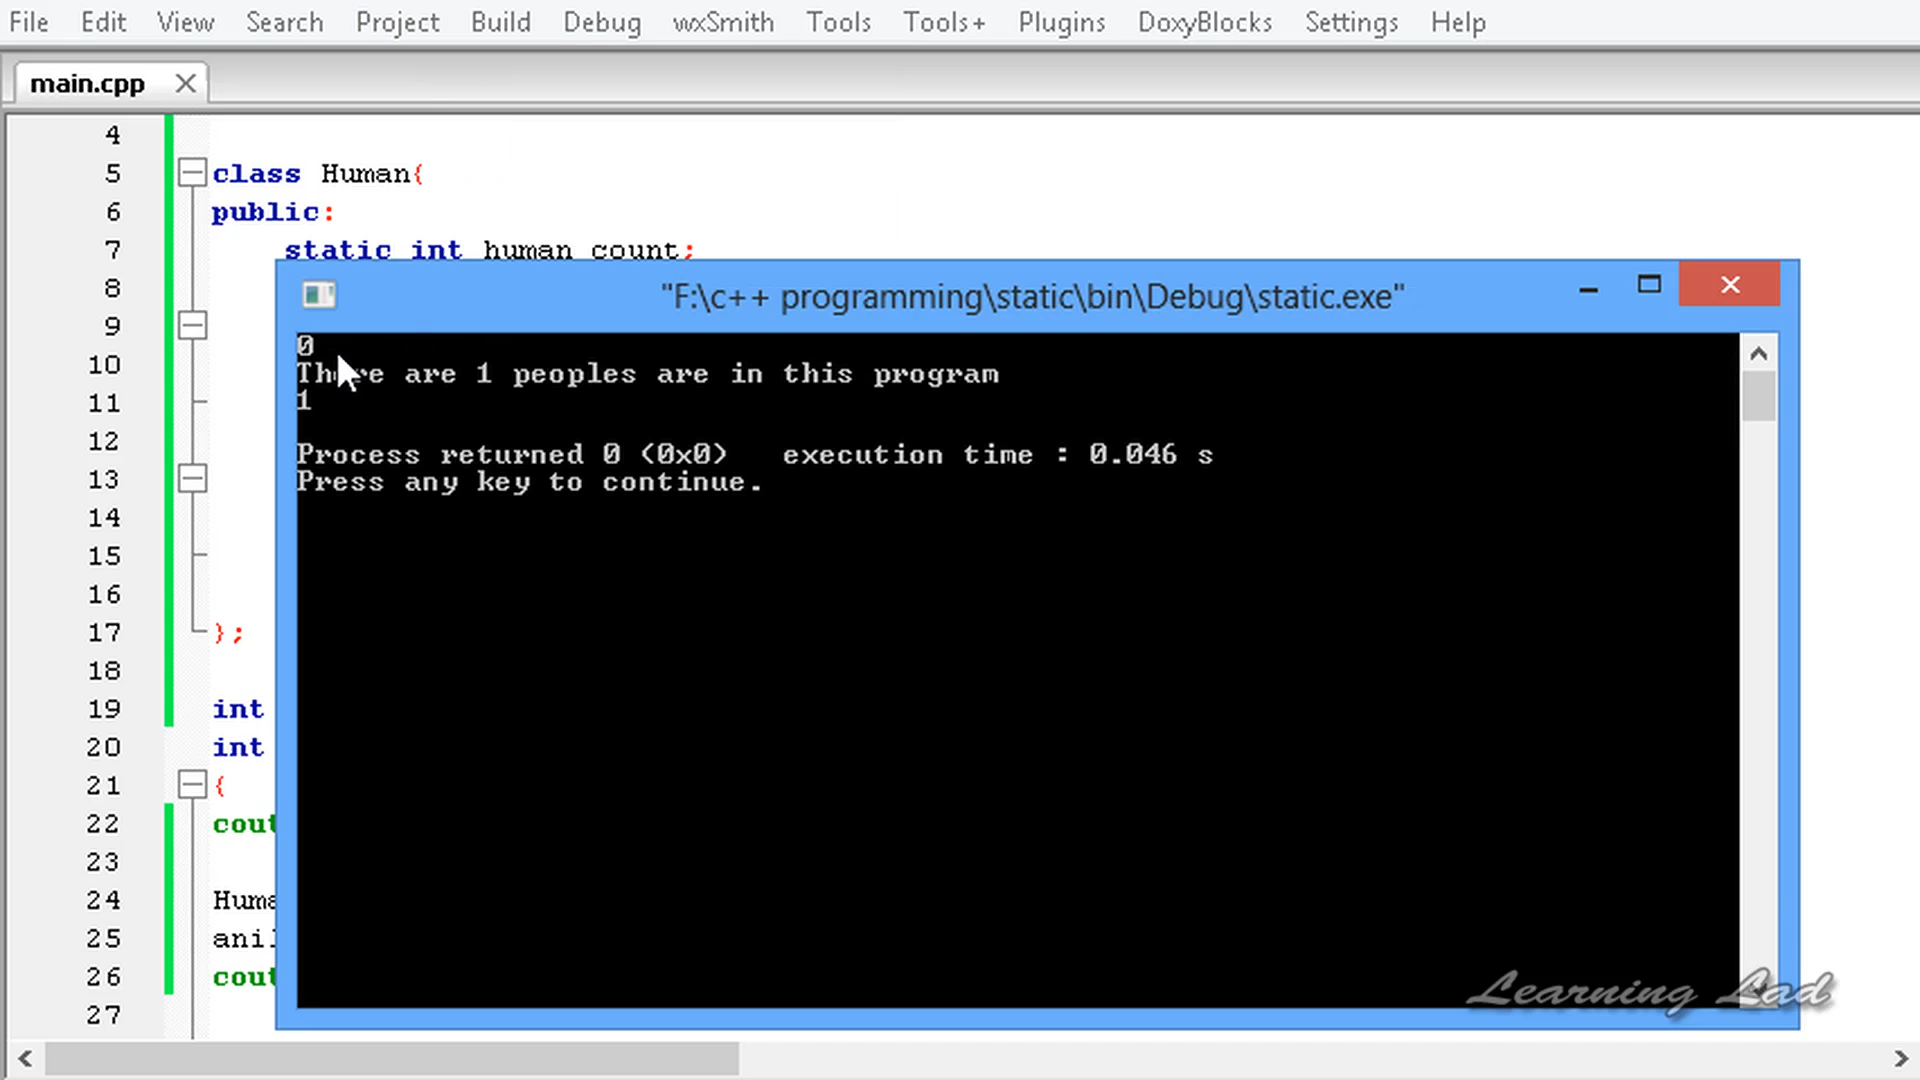 File Edit View Search Project Build Debug wxSmith Tools Tools+ Plugins DoxyBlocks Settings Help
main.cpp
4
5 class Human{
6 public:
7 static int human_count;
8
"F:\c++ programming\static\bin\Debug\static.exe"
9
0
10
There are 1 peoples are in this program
11
1
12
Process returned 0 (0x0)   execution time : 0.046 s
13
Press any key to continue.
14
15
16
17 };
18
19 int
20 int
21 {
22 cout
23
24 Huma
25 anil
26 cout
Learning Lad
27